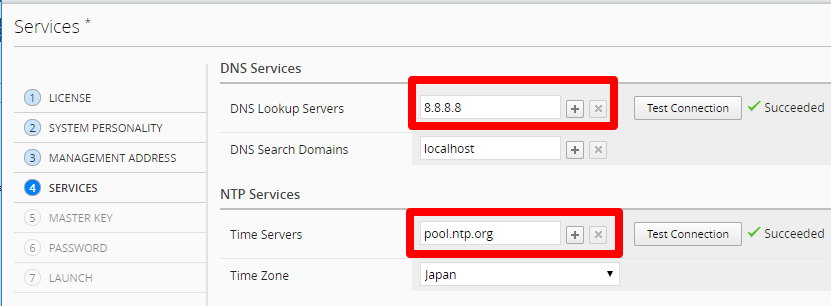 Services *
1 LICENSE
2 SYSTEM PERSONALITY
3 MANAGEMENT ADDRESS
4 SERVICES
5 MASTER KEY
6 PASSWORD
7 LAUNCH
DNS Services
DNS Lookup Servers 8.8.8.8 Test Connection Succeeded
DNS Search Domains localhost
NTP Services
Time Servers pool.ntp.org Test Connection Succeeded
Time Zone Japan